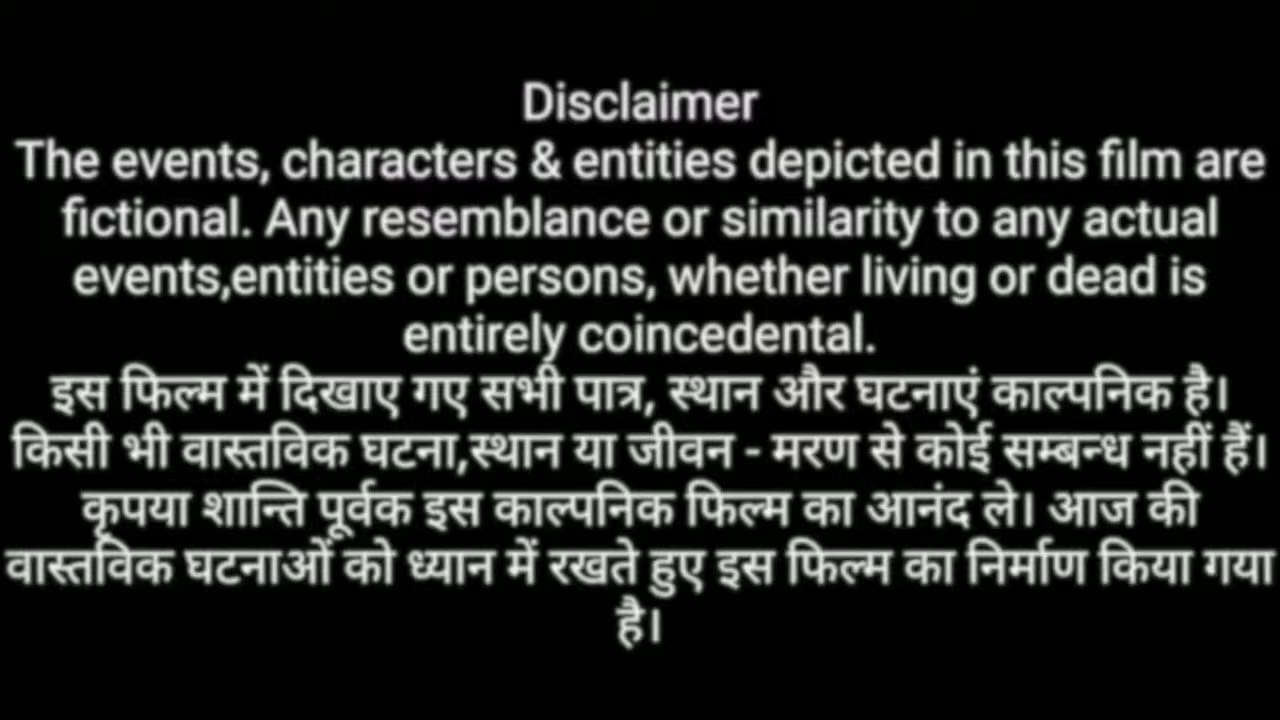 Disclaimer
The events, characters & entities depicted in this film are
fictional. Any resemblance or similarity to any actual
events,entities or persons, whether living or dead is
entirely coincedental.
इस फिल्म में दिखाए गए सभी पात्र, स्थान और घटनाएं काल्पनिक है।
किसी भी वास्तविक घटना,स्थान या जीवन - मरण से कोई सम्बन्ध नहीं हैं।
कृपया शान्ति पूर्वक इस काल्पनिक फिल्म का आनंद ले। आज की
वास्तविक घटनाओं को ध्यान में रखते हुए इस फिल्म का निर्माण किया गया
है।